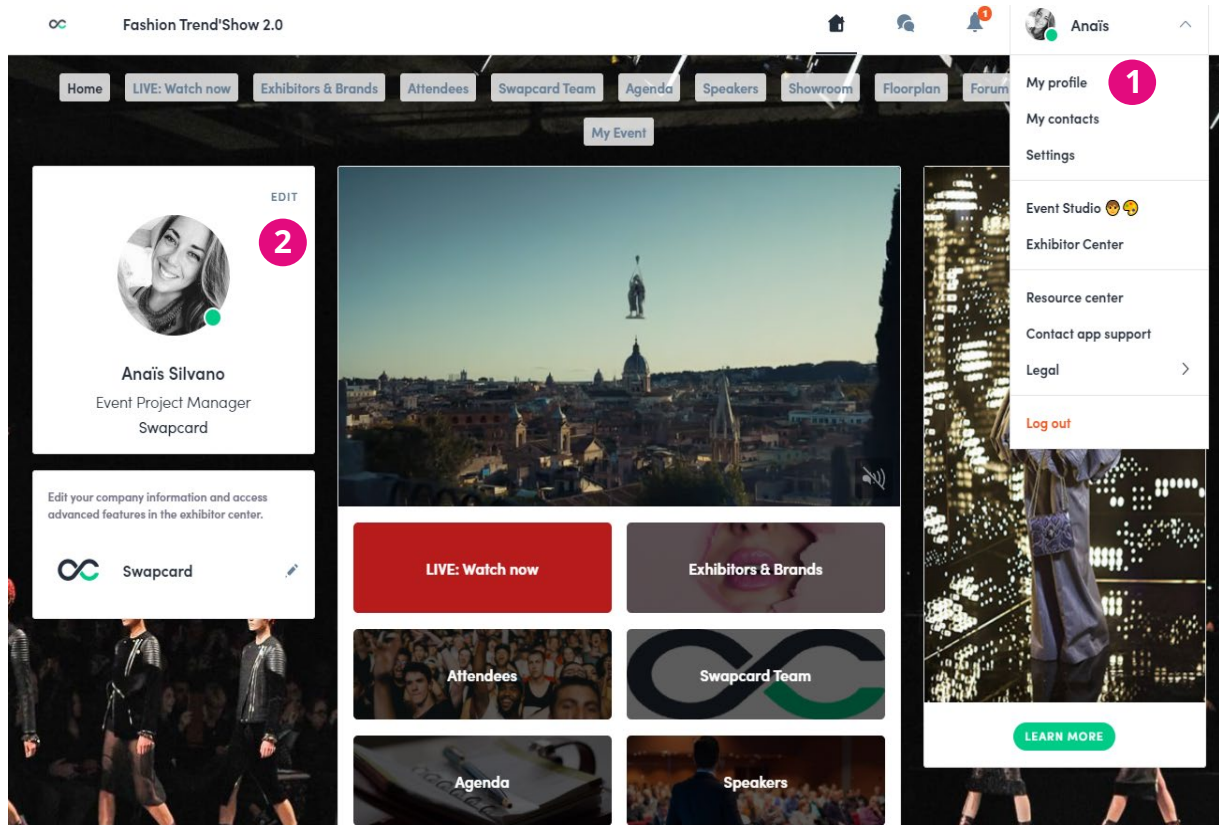 Fashion Trend'Show 2.0
1
Anaïs
Home
LIVE: Watch now
Exhibitors & Brands
Attendees
Swapcard Team
Agenda
Speakers
Showroom
Floorplan
Forum
My Event
My profile
1
My contacts
Settings
Event Studio 🧑🎨
Exhibitor Center
Resource center
Contact app support
Legal
Log out
EDIT
2
Anaïs Silvano
Event Project Manager
Swapcard
Edit your company information and access
advanced features in the exhibitor center.
Swapcard
LIVE: Watch now
Exhibitors & Brands
Attendees
Swapcard Team
Agenda
Speakers
LEARN MORE